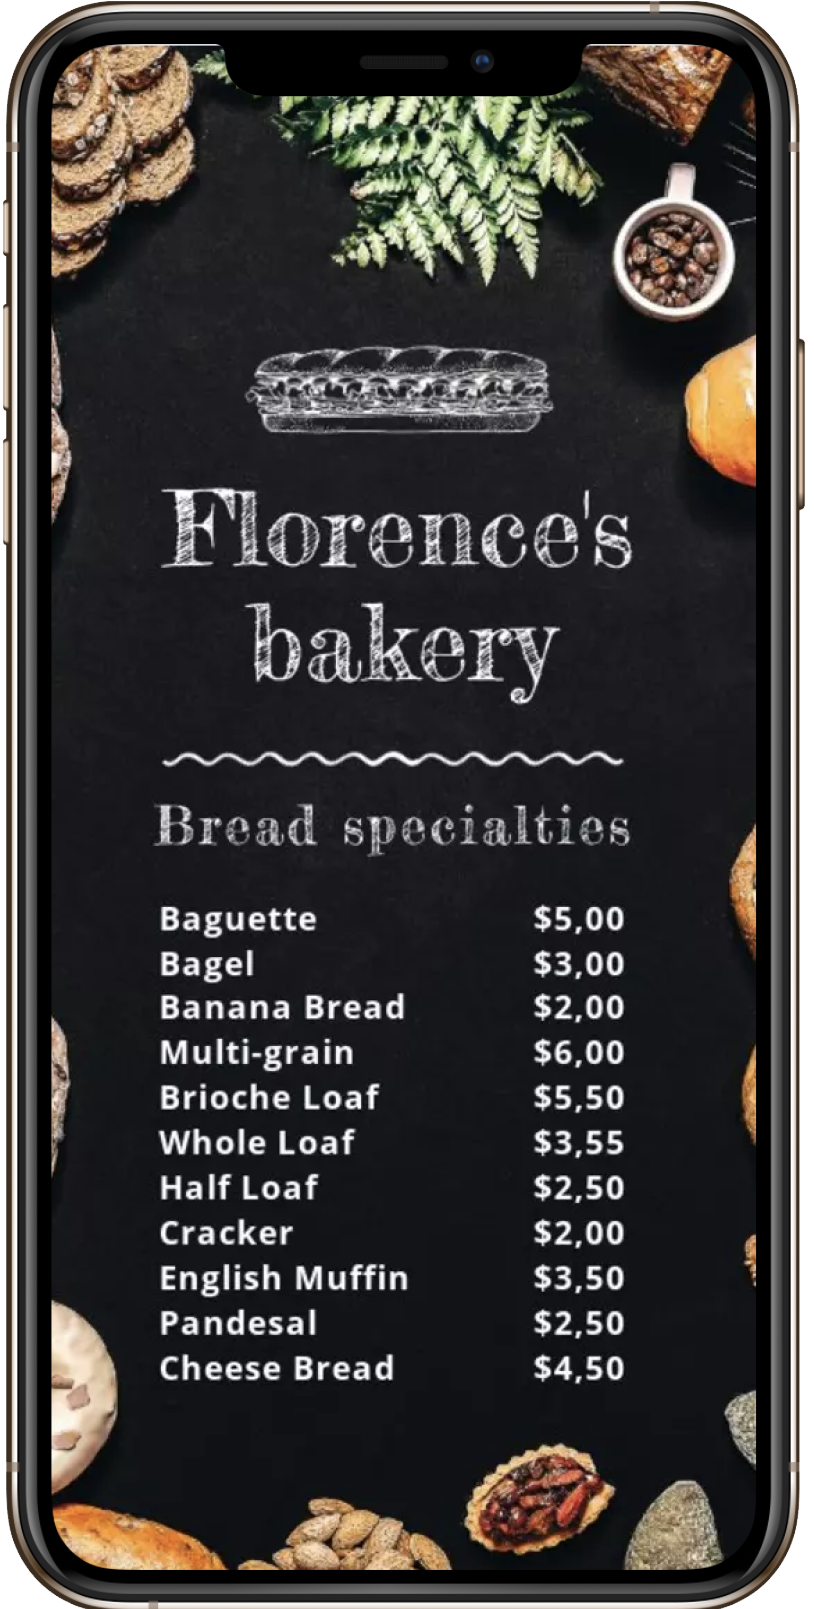 Florence's
bakery
Bread specialties
Baguette $5,00
Bagel $3,00
Banana Bread $2,00
Multi-grain $6,00
Brioche Loaf $5,50
Whole Loaf $3,55
Half Loaf $2,50
Cracker $2,00
English Muffin $3,50
Pandesal $2,50
Cheese Bread $4,50